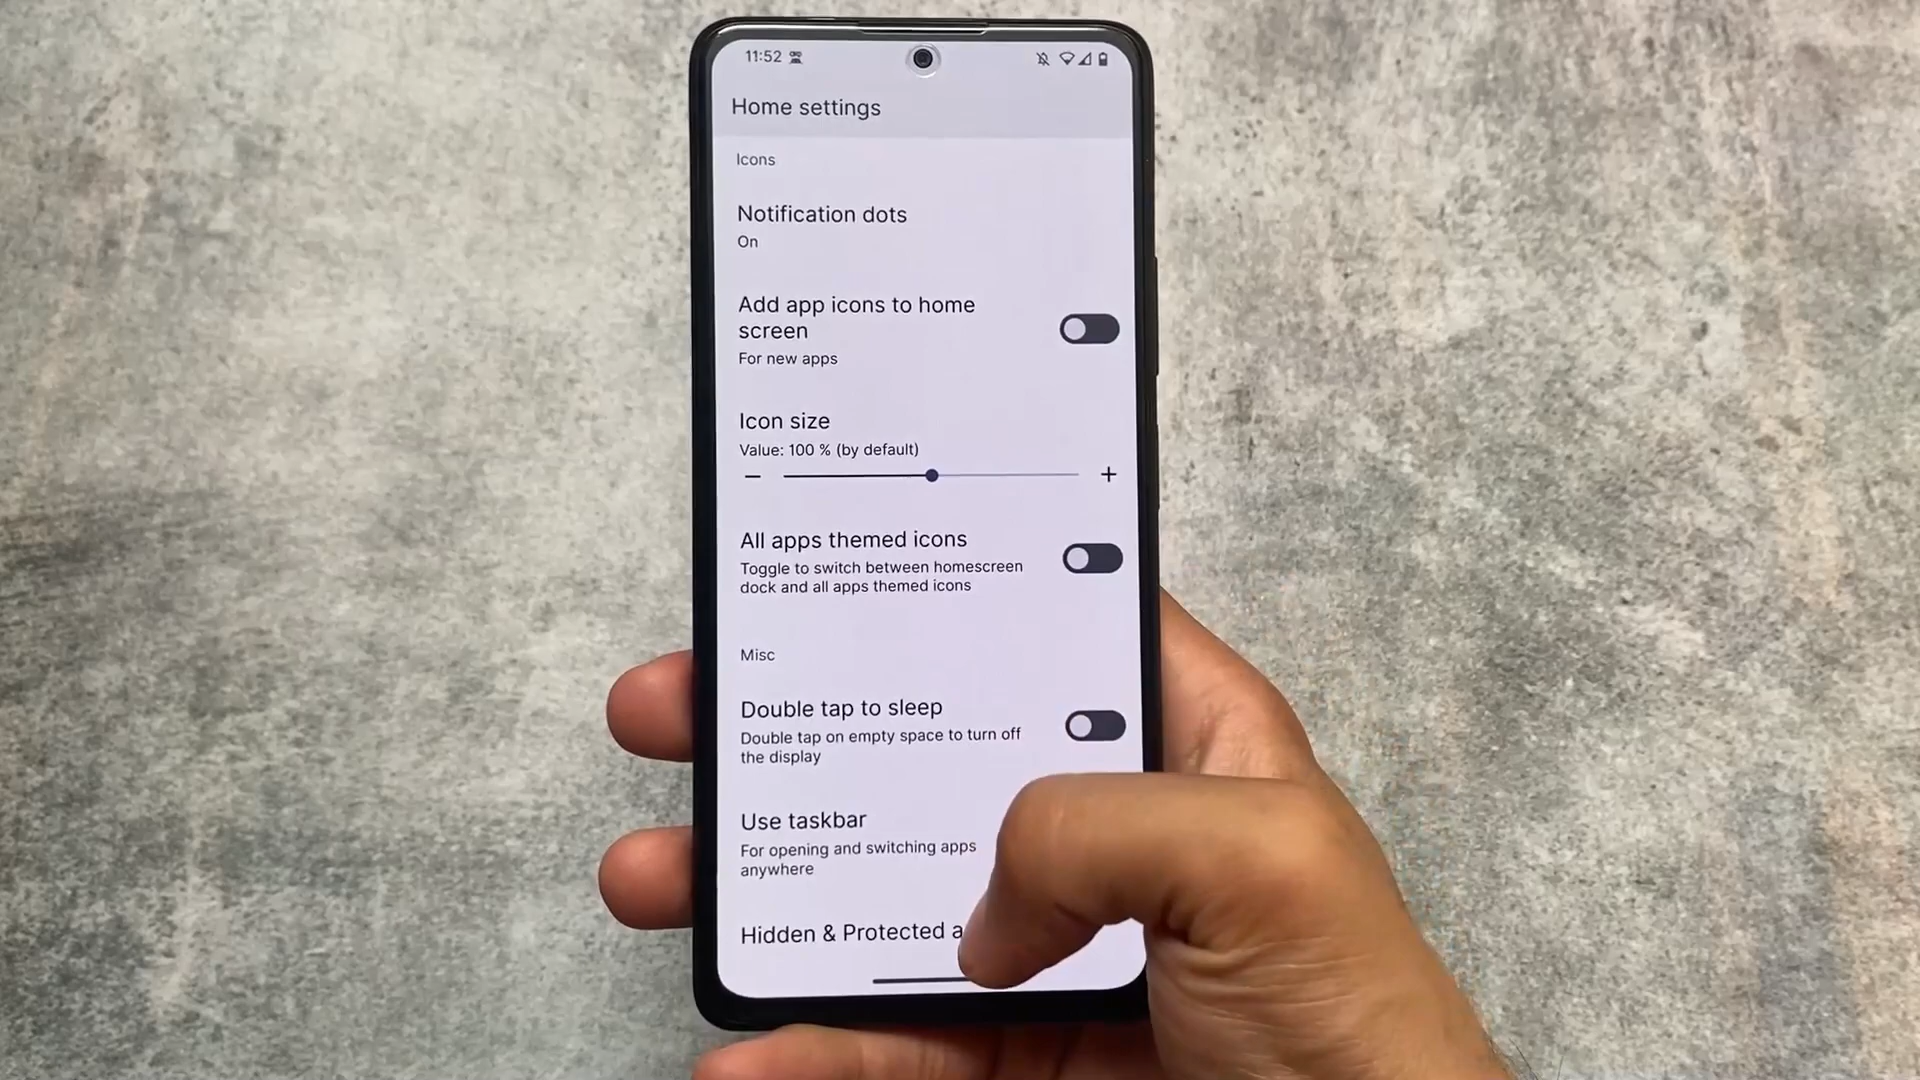 11:52
Home settings
Icons
Notification dots
On
Add app icons to home
screen
For new apps
Icon size
Value: 100 % (by default)
All apps themed icons
Toggle to switch between homescreen
dock and all apps themed icons
Misc
Double tap to sleep
Double tap on empty space to turn off
the display
Use taskbar
For opening and switching apps
anywhere
Hidden & Protected a